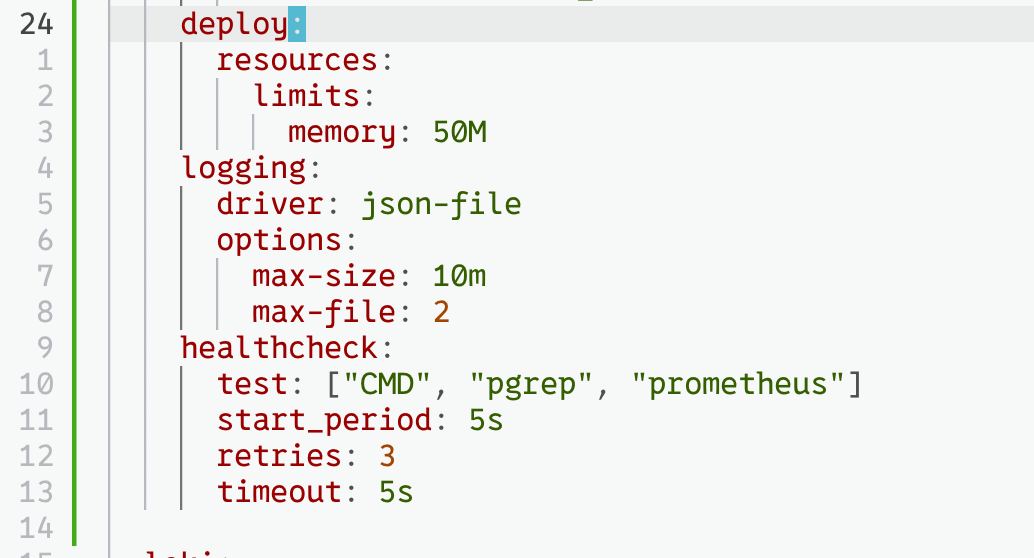 24 deploy:
1 resources:
2 limits:
3 memory: 50M
4 logging:
5 driver: json-file
6 options:
7 max-size: 10m
8 max-file: 2
9 healthcheck:
10 test: ["CMD", "pgrep", "prometheus"]
11 start_period: 5s
12 retries: 3
13 timeout: 5s
14